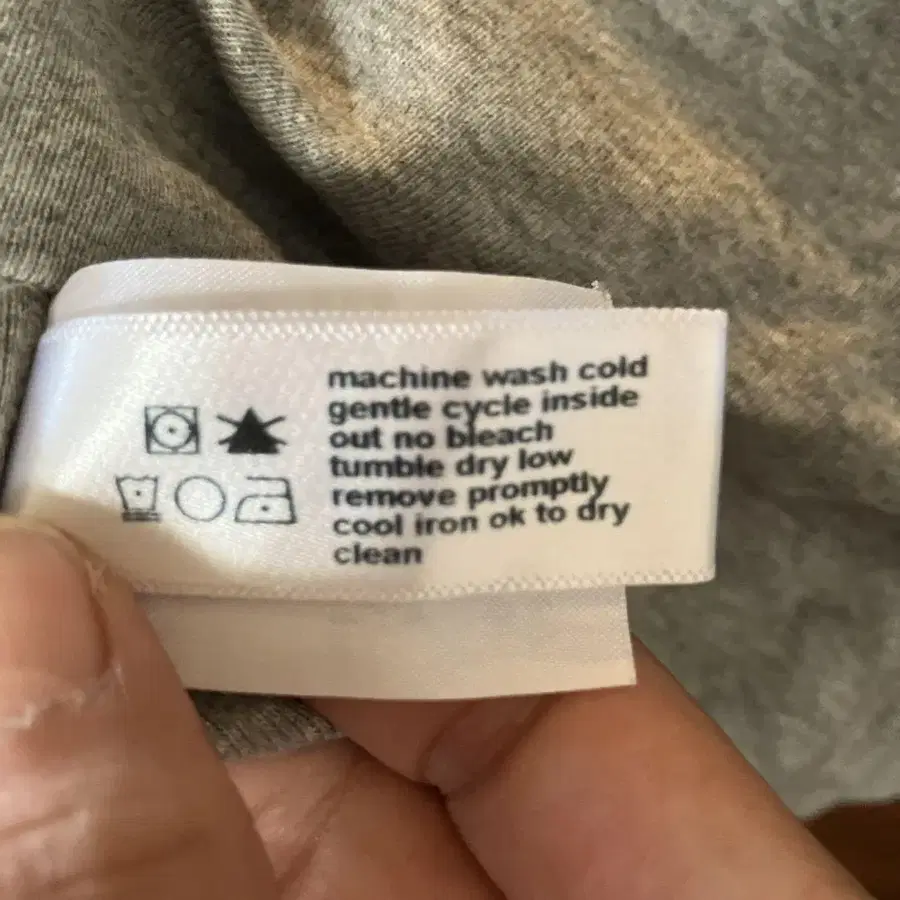 machine wash cold
gentle cycle inside
out no bleach
tumble dry low
remove promptly
cool iron ok to dry
clean